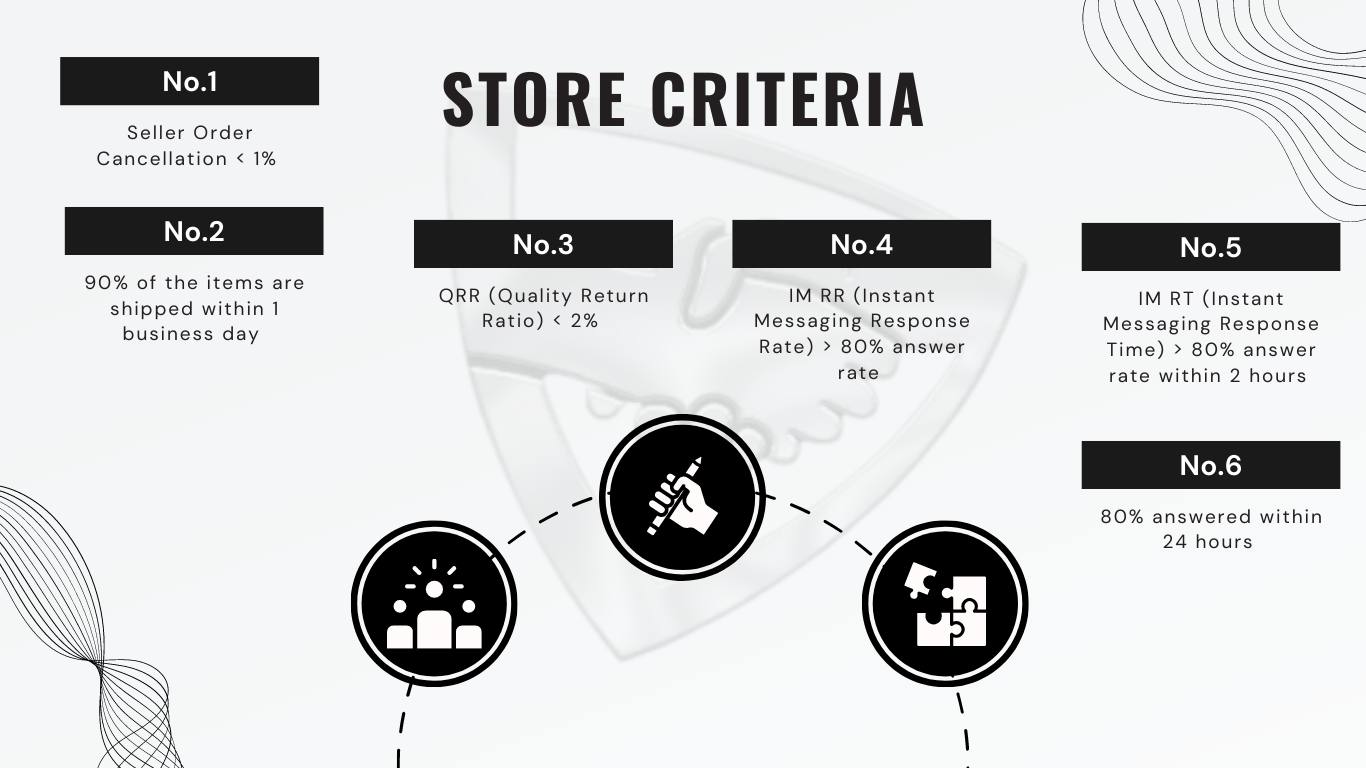 STORE CRITERIA
No.1
Seller Order
Cancellation < 1%
No.2
90% of the items are
shipped within 1
business day
No.3
QRR (Quality Return
Ratio) < 2%
No.4
IM RR (Instant
Messaging Response
Rate) > 80% answer
rate
No.5
IM RT (Instant
Messaging Response
Time) > 80% answer
rate within 2 hours
No.6
80% answered within
24 hours